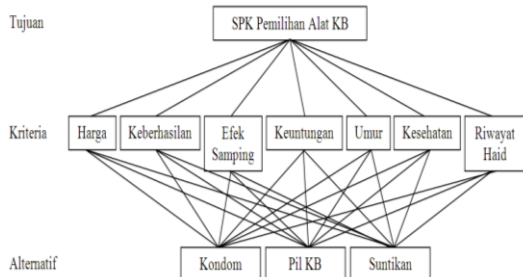 Tujuan
SPK Pemilihan Alat KB
Kriteria
Harga
Keberhasilan
Efek
Samping
Keuntungan
Umur
Kesehatan
Riwayat
Haid
Alternatif
Kondom
Pil KB
Suntikan